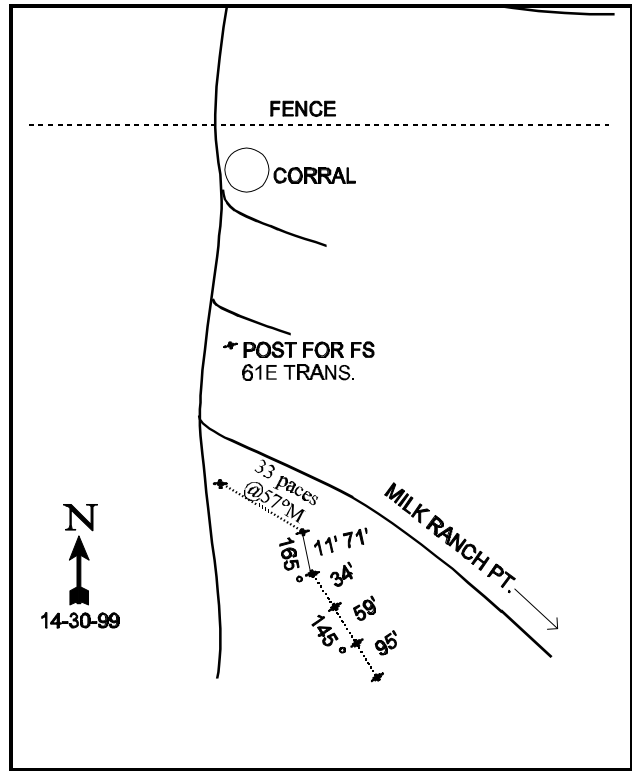 FENCE
CORRAL
POST FOR FS
61E TRANS.
33 paces
@57°M
MILK RANCH PT.
N
14-30-99
11' 71'
165°
34'
59'
145°
95'